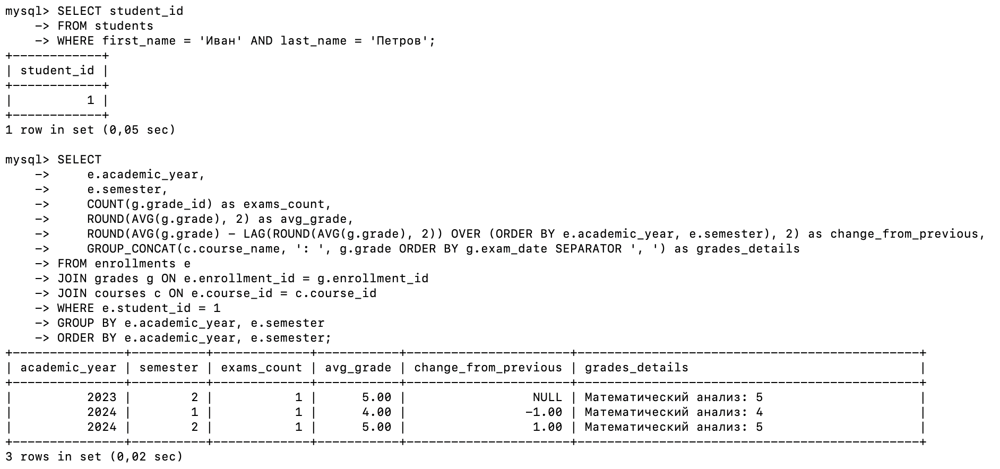 mysql> SELECT student_id
    -> FROM students
    -> WHERE first_name = 'Иван' AND last_name = 'Петров';
+------------+
| student_id |
+------------+
|          1 |
+------------+
1 row in set (0,05 sec)

mysql> SELECT
    ->     e.academic_year,
    ->     e.semester,
    ->     COUNT(g.grade_id) as exams_count,
    ->     ROUND(AVG(g.grade), 2) as avg_grade,
    ->     ROUND(AVG(g.grade) - LAG(ROUND(AVG(g.grade), 2)) OVER (ORDER BY e.academic_year, e.semester), 2) as change_from_previous,
    ->     GROUP_CONCAT(c.course_name, ': ', g.grade ORDER BY g.exam_date SEPARATOR ', ') as grades_details
    -> FROM enrollments e
    -> JOIN grades g ON e.enrollment_id = g.enrollment_id
    -> JOIN courses c ON e.course_id = c.course_id
    -> WHERE e.student_id = 1
    -> GROUP BY e.academic_year, e.semester
    -> ORDER BY e.academic_year, e.semester;
+---------------+----------+-------------+-----------+----------------------+----------------------------------------------+
| academic_year | semester | exams_count | avg_grade | change_from_previous | grades_details                               |
+---------------+----------+-------------+-----------+----------------------+----------------------------------------------+
|          2023 |        2 |           1 |      5.00 |                 NULL | Математический анализ: 5                     |
|          2024 |        1 |           1 |      4.00 |                -1.00 | Математический анализ: 4                     |
|          2024 |        2 |           1 |      5.00 |                 1.00 | Математический анализ: 5                     |
+---------------+----------+-------------+-----------+----------------------+----------------------------------------------+
3 rows in set (0,02 sec)